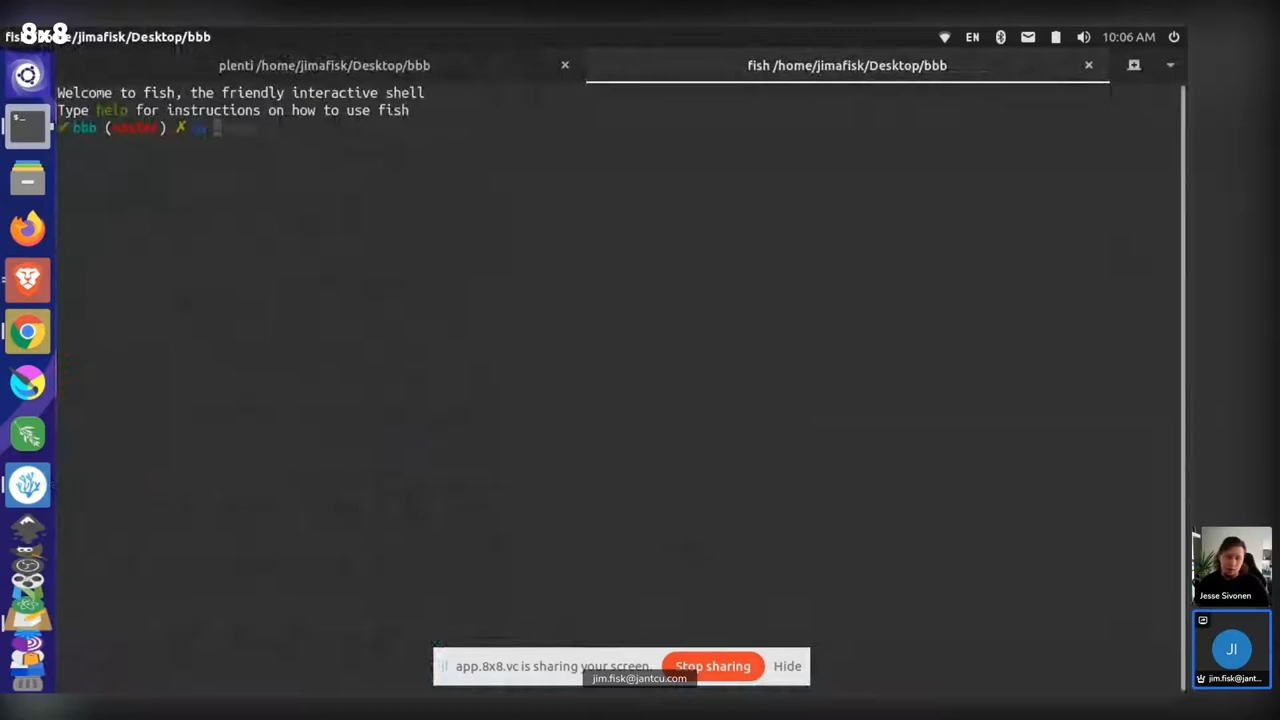 8x8
/jimafisk/Desktop/bbb
EN
10:06 AM
plenti /home/jimafisk/Desktop/bbb
fish /home/jimafisk/Desktop/bbb
Welcome to fish, the friendly interactive shell
Type help for instructions on how to use fish
✔ bbb (master) ✗
Jesse Sivonen
JI
jim.fisk@jant...
app.8x8.vc is sharing your screen.
Stop sharing
Hide
jim.fisk@jantcu.com